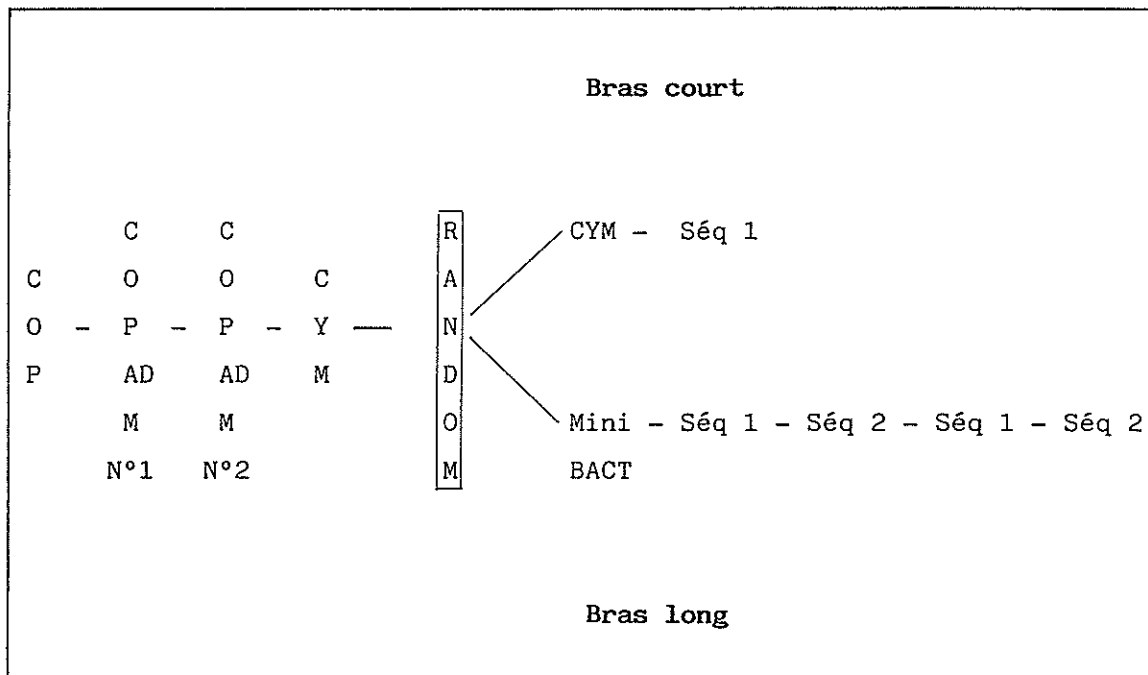 Bras court
C C R CYM – Séq 1
C O O C A
O – P – P – Y — N
P AD AD M D
M M O Mini – Séq 1 – Séq 2 – Séq 1 – Séq 2
N°1 N°2 M BACT
Bras long